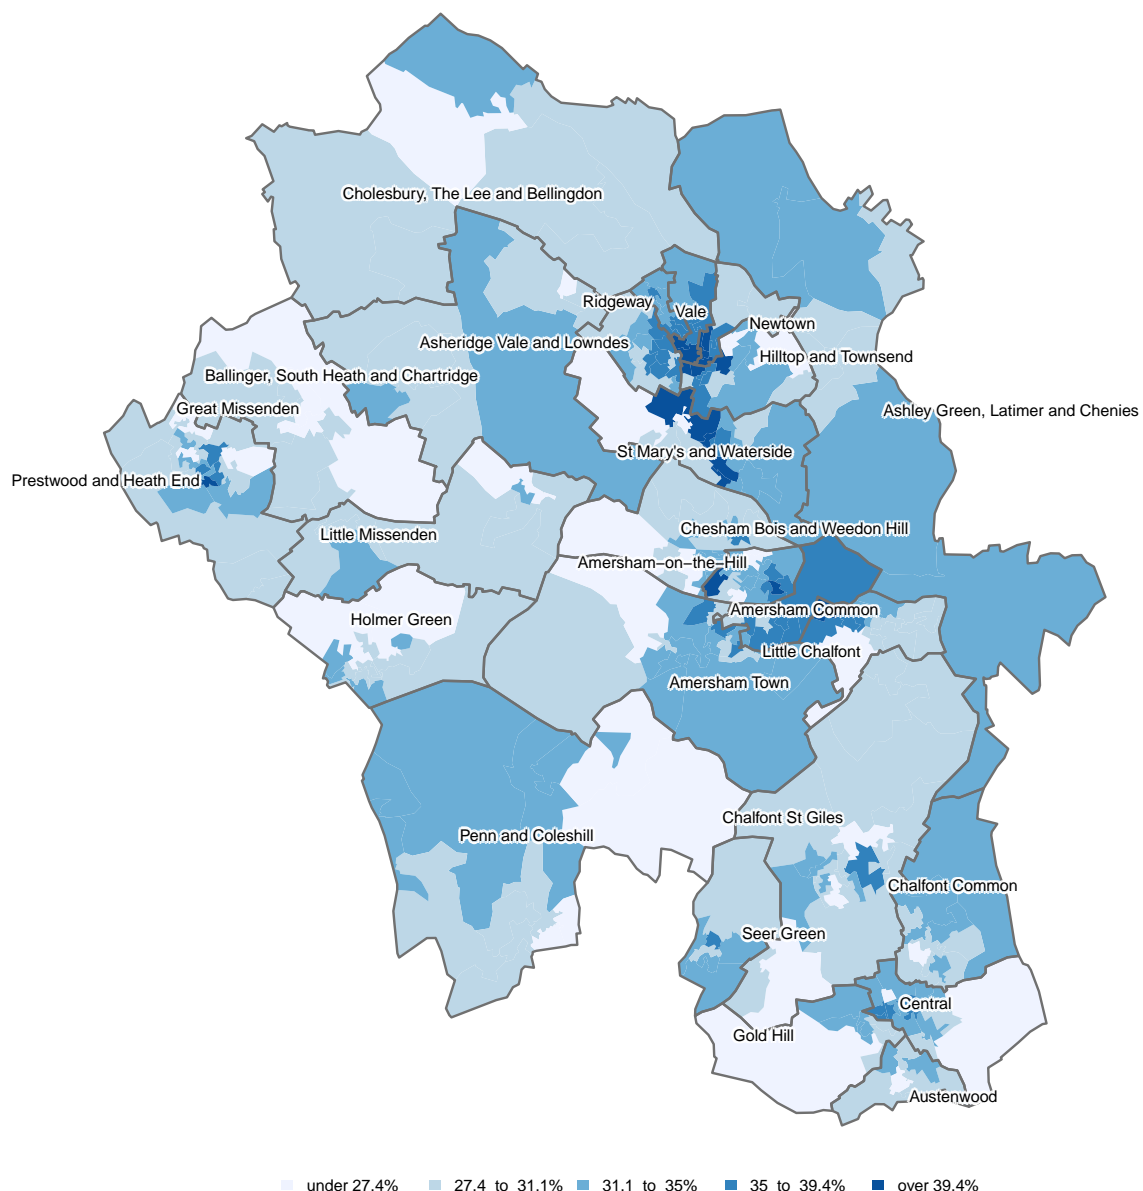 Cholesbury, The Lee and Bellingdon
Ridgeway
Vale
Newtown
Asheridge Vale and Lowndes
Hilltop and Townsend
Ballinger, South Heath and Chartridge
Great Missenden
Ashley Green, Latimer and Chenies
St Mary's and Waterside
Prestwood and Heath End
Chesham Bois and Weedon Hill
Little Missenden
Amersham−on−the−Hill
Amersham Common
Holmer Green
Little Chalfont
Amersham Town
Chalfont St Giles
Penn and Coleshill
Chalfont Common
Seer Green
Central
Gold Hill
Austenwood
under 27.4% 27.4 to 31.1% 31.1 to 35% 35 to 39.4% over 39.4%